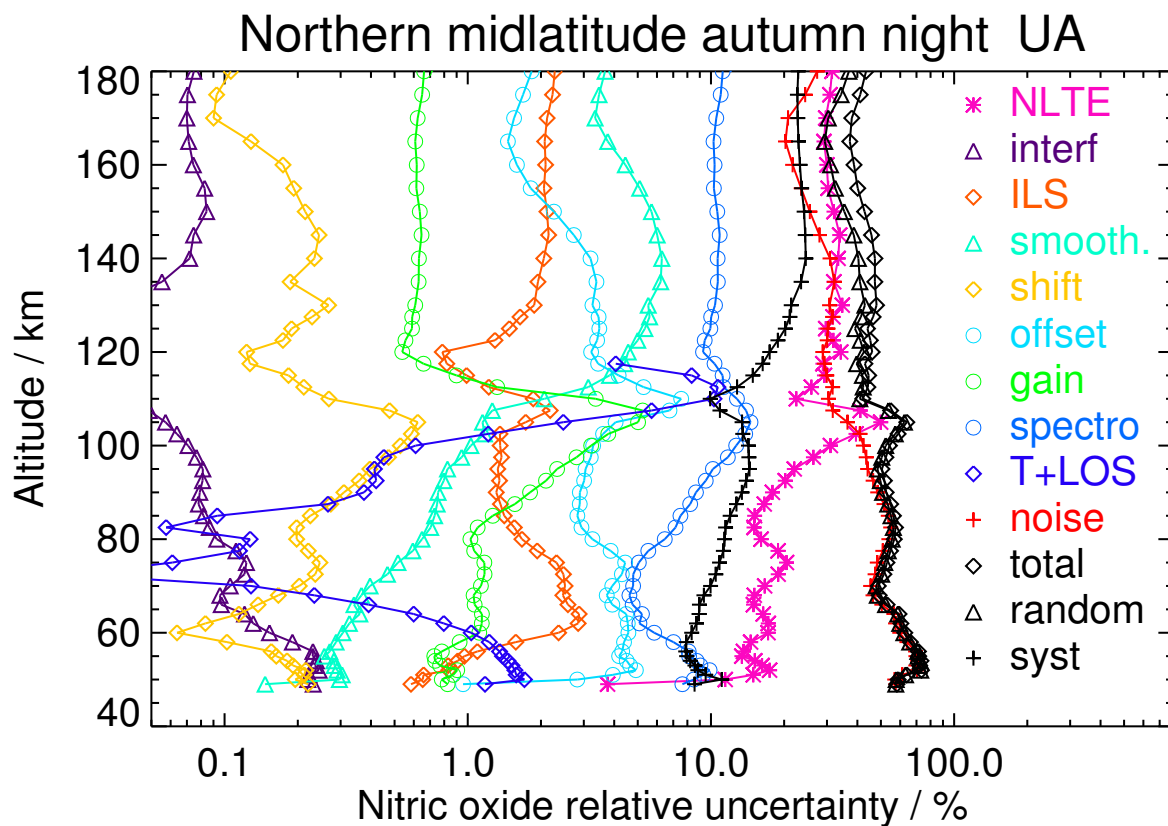 Northern midlatitude autumn night UA
180
160
140
120
100
80
60
40
Altitude / km
NLTE
interf
ILS
smooth.
shift
offset
gain
spectro
T+LOS
noise
total
random
syst
0.1
1.0
10.0
100.0
Nitric oxide relative uncertainty / %